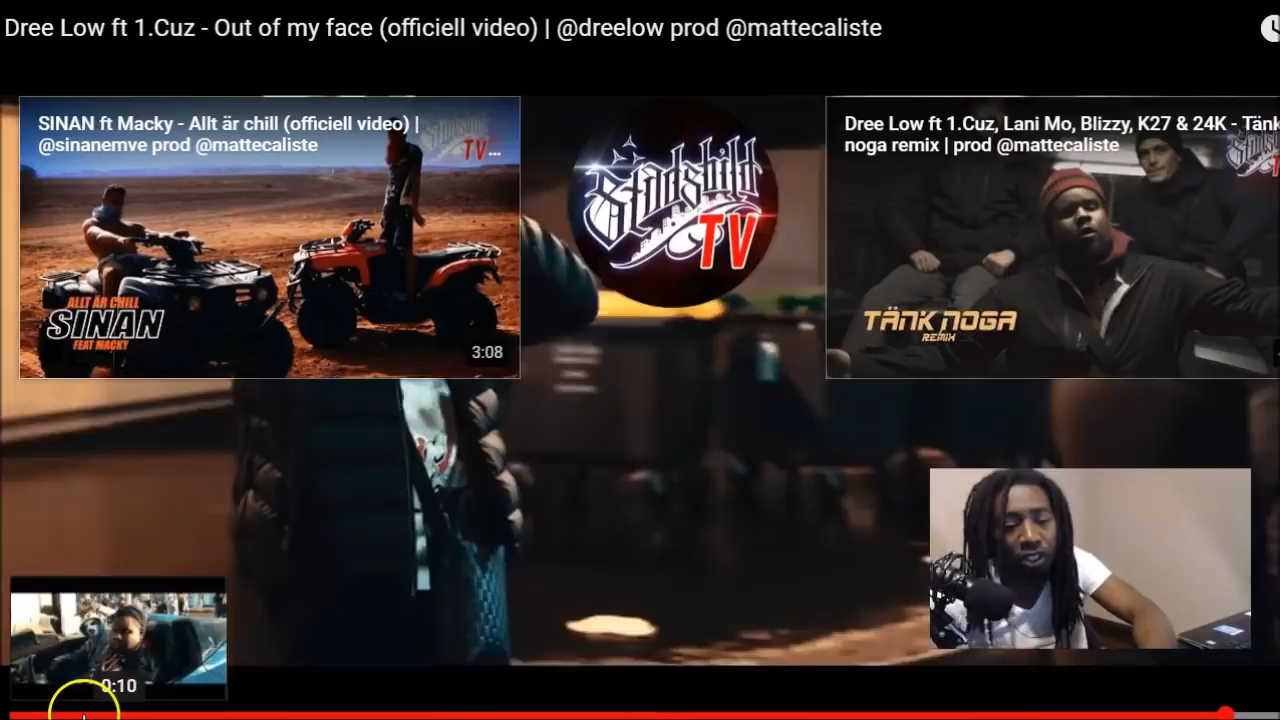 Dree Low ft 1.Cuz - Out of my face (officiell video) | @dreelow prod @mattecaliste
SINAN ft Macky - Allt är chill (officiell video) |
@sinanemve prod @mattecaliste
TV...
ALLT ÄR CHILL
SINAN
FEAT MACKY
3:08
Stadsbild
TV
Dree Low ft 1.Cuz, Lani Mo, Blizzy, K27 & 24K - Tänk
noga remix | prod @mattecaliste
TÄNK NOGA
REMIX
0:10